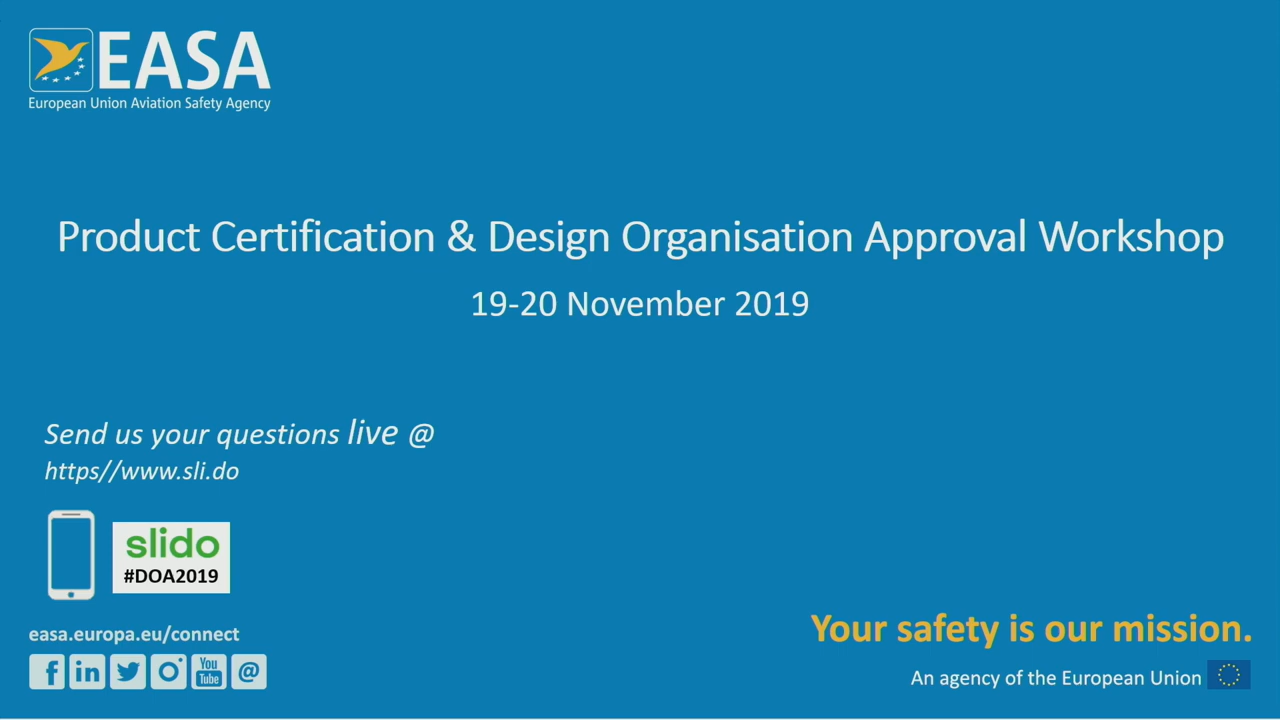 EASA
European Union Aviation Safety Agency
Product Certification & Design Organisation Approval Workshop
19-20 November 2019
Send us your questions live @
https//www.sli.do
slido
#DOA2019
easa.europa.eu/connect
f in You Tube @
Your safety is our mission.
An agency of the European Union